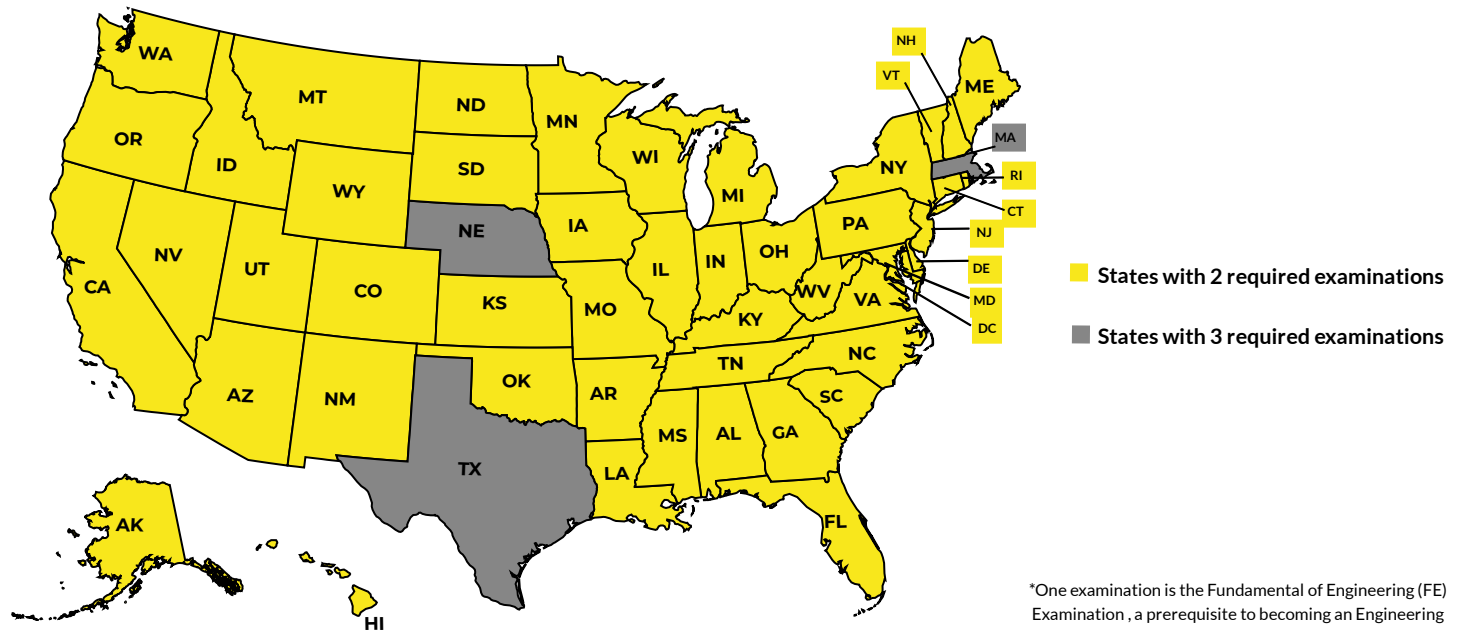 WA
MT
ND
MN
OR
ID
WY
SD
WI
MI
NY
VT
NH
ME
MA
RI
CT
NJ
DE
MD
DC
NV
UT
CA
CO
NE
KS
IA
MO
IL
IN
OH
PA
WV
VA
KY
NC
TN
SC
AZ
NM
OK
AR
TX
LA
MS
AL
GA
FL
AK
HI
States with 2 required examinations
States with 3 required examinations
*One examination is the Fundamental of Engineering (FE)
Examination , a prerequisite to becoming an Engineering